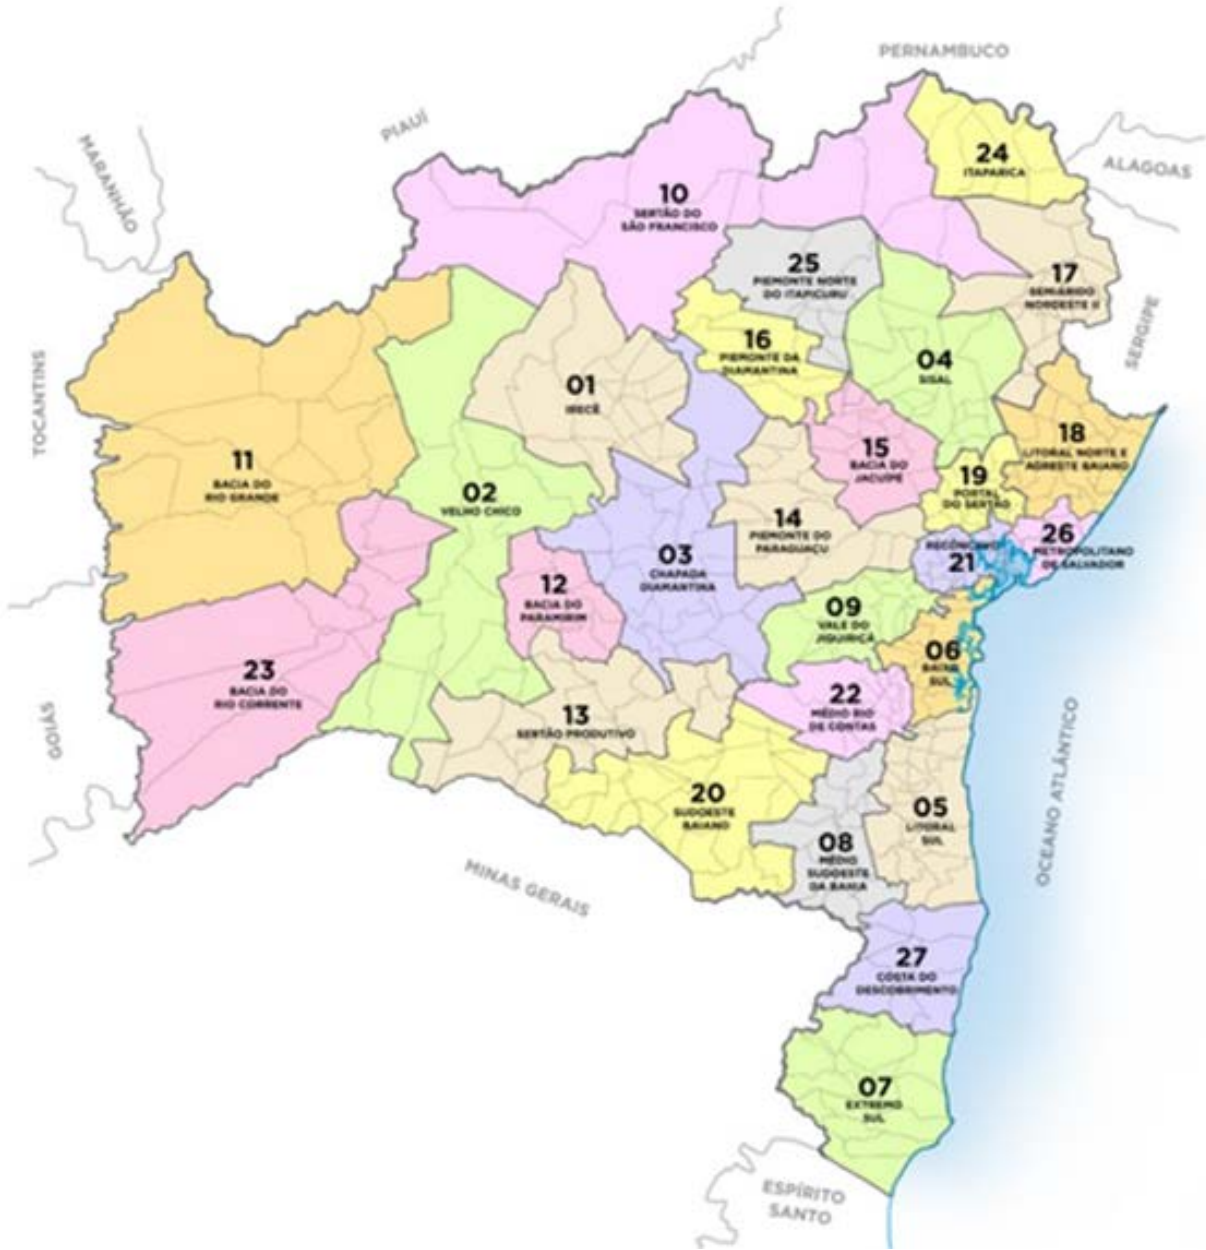 PERNAMBUCO
PIAUÍ
MARANHÃO
24
ITAPARICA
ALAGOAS
10
SERTÃO DO
SÃO FRANCISCO
25
PIEMONTE NORTE
DO ITAPICURU
17
SEMIÁRIDO
NORDESTE II
SERGIPE
16
PIEMONTE DA
DIAMANTINA
04
SISAL
TOCANTINS
01
IRECÊ
11
BACIA DO
RIO GRANDE
15
BACIA DO
JACUÍPE
18
LITORAL NORTE E
AGRESTE BAIANO
02
VELHO CHICO
19
PORTAL
DO SERTÃO
14
PIEMONTE DO
PARAGUAÇU
03
CHAPADA
DIAMANTINA
RECÔNCAVO
21
26
METROPOLITANO
DE SALVADOR
12
BACIA DO
PARAMIRIM
09
VALE DO
JIQUIRIÇÁ
06
BAIXO
SUL
23
BACIA DO
RIO CORRENTE
22
MÉDIO RIO
DE CONTAS
GOIÁS
13
SERTÃO PRODUTIVO
OCEANO ATLÂNTICO
20
SUDOESTE
BAIANO
05
LITORAL
SUL
08
MÉDIO
SUDOESTE
DA BAHIA
MINAS GERAIS
27
COSTA DO
DESCOBRIMENTO
07
EXTREMO
SUL
ESPÍRITO
SANTO